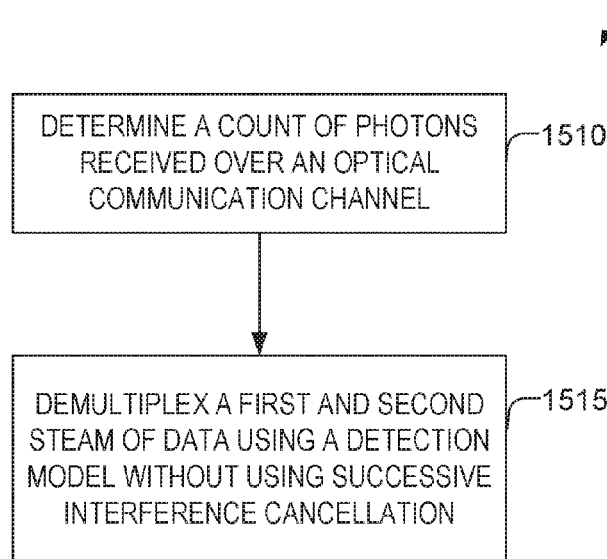 DETERMINE A COUNT OF PHOTONS
RECEIVED OVER AN OPTICAL
COMMUNICATION CHANNEL
1510
DEMULTIPLEX A FIRST AND SECOND
STEAM OF DATA USING A DETECTION
MODEL WITHOUT USING SUCCESSIVE
INTERFERENCE CANCELLATION
1515